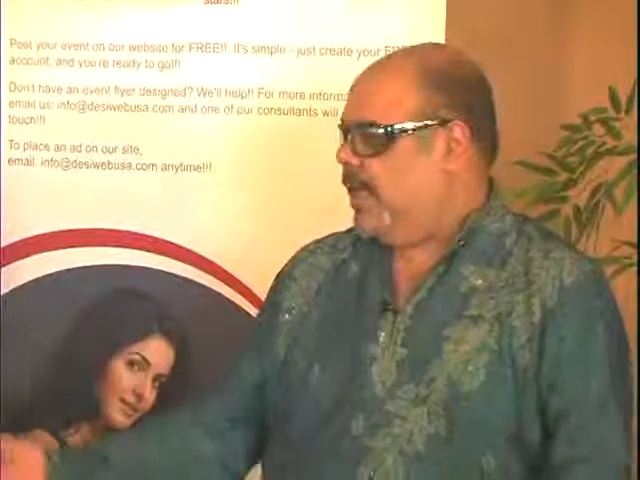 stars!!!
Post your event on our website for FREE!! It's simple - just create your
account, and you're ready to go!!!
Don't have an event flyer designed? We'll help!! For more
email us: info@desiwebusa.com and one of our consultants will
touch!!!
To place an ad on our site,
email: info@desiwebusa.com anytime!!!